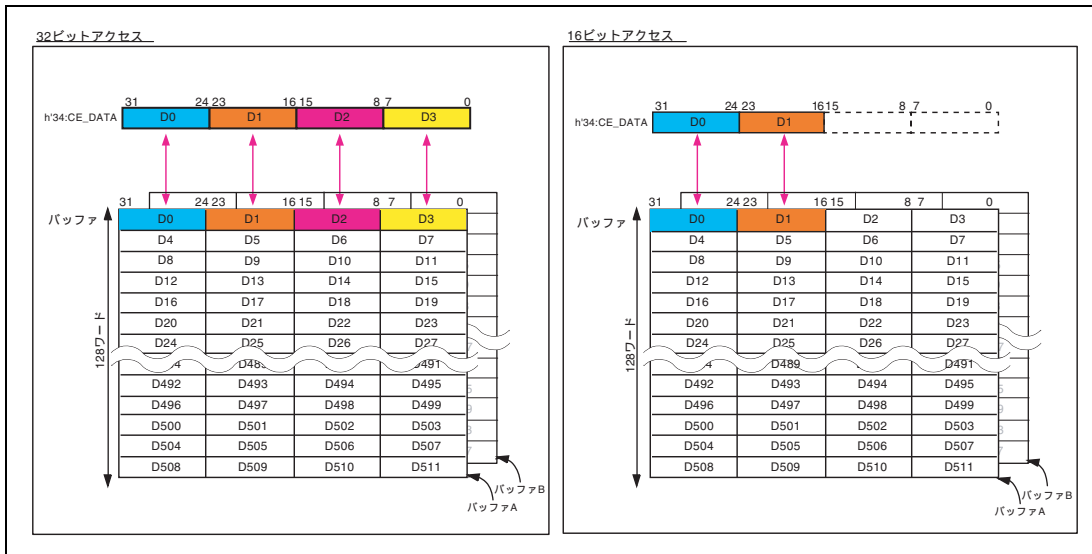 32ビットアクセス
31 24 23 16 15 8 7 0
h'34:CE_DATA D0 D1 D2 D3
31 24 23 16 15 8 7 0
バッファ D0 D1 D2 D3
D4 D5 D6 D7
D8 D9 D10 D11
D12 D13 D14 D15
D16 D17 D18 D19
D20 D21 D22 D23
D24 D25 D26 D27
D491
D492 D493 D494 D495
D496 D497 D498 D499
D500 D501 D502 D503
D504 D505 D506 D507
D508 D509 D510 D511
128ワード
バッファB
バッファA
16ビットアクセス
31 24 23 16 15 8 7 0
h'34:CE_DATA D0 D1
31 24 23 16 15 8 7 0
バッファ D0 D1 D2 D3
D4 D5 D6 D7
D8 D9 D10 D11
D12 D13 D14 D15
D16 D17 D18 D19
D20 D21 D22 D23
D24 D25 D26 D27
D489 D491
D492 D493 D494 D495
D496 D497 D498 D499
D500 D501 D502 D503
D504 D505 D506 D507
D508 D509 D510 D511
128ワード
バッファB
バッファA